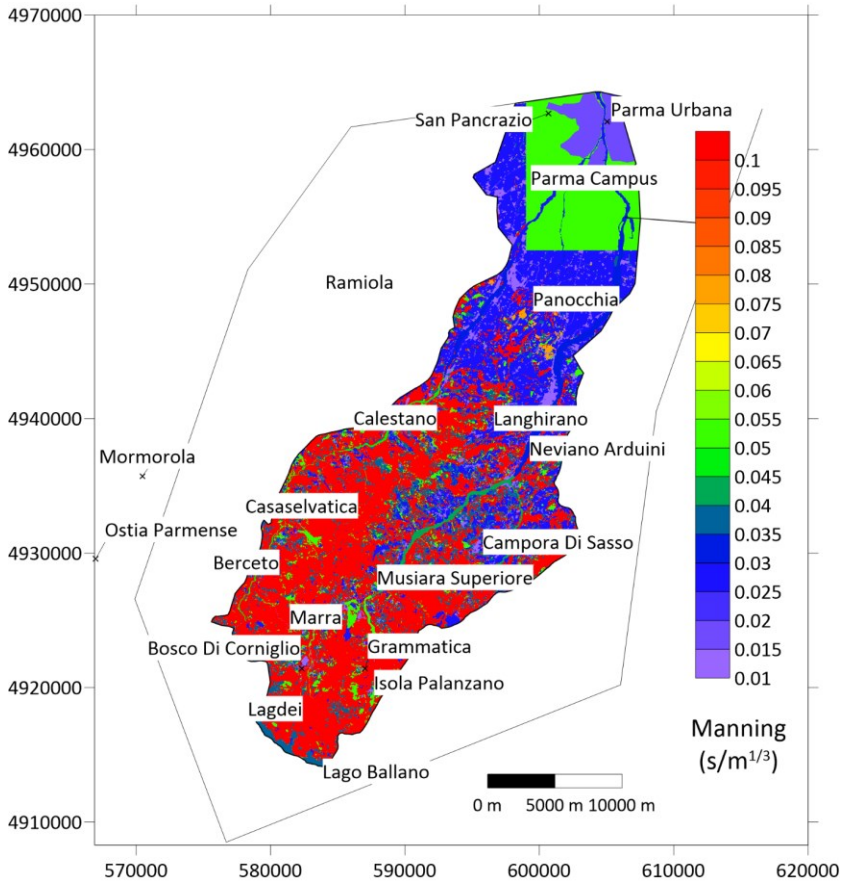 4970000
4960000
4950000
4940000
4930000
4920000
4910000
570000
580000
590000
600000
610000
620000
San Pancrazio
Parma Urbana
Parma Campus
Ramiola
Panocchia
Calestano
Langhirano
Neviano Arduini
Mormorola
Casaselvatica
Ostia Parmense
Campora Di Sasso
Berceto
Musiara Superiore
Marra
Bosco Di Corniglio
Grammatica
Isola Palanzano
Lagdei
Lago Ballano
0.1
0.095
0.09
0.085
0.08
0.075
0.07
0.065
0.06
0.055
0.05
0.045
0.04
0.035
0.03
0.025
0.02
0.015
0.01
Manning
(s/m1/3)
0 m 5000 m 10000 m